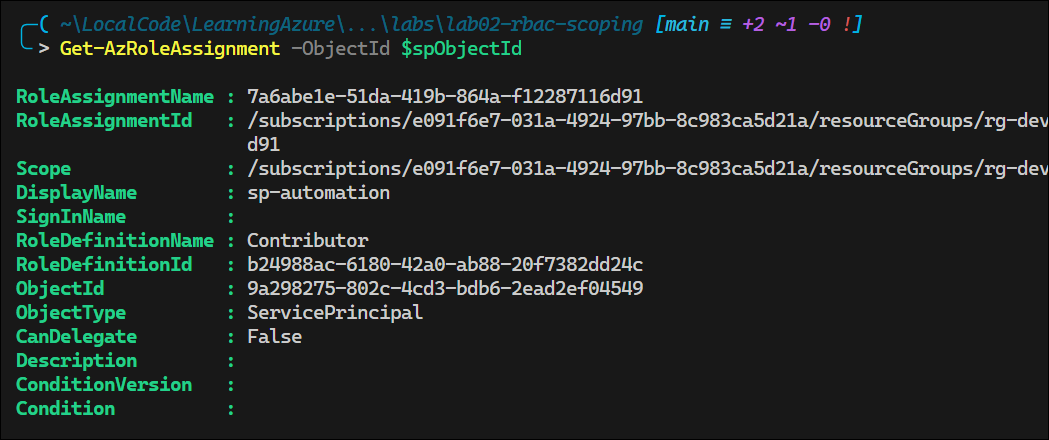 ( ~\LocalCode\LearningAzure\...\labs\lab02-rbac-scoping [main ≡ +2 ~1 -0 !]
> Get-AzRoleAssignment -ObjectId $spObjectId
RoleAssignmentName : 7a6abe1e-51da-419b-864a-f12287116d91
RoleAssignmentId : /subscriptions/e091f6e7-031a-4924-97bb-8c983ca5d21a/resourceGroups/rg-dev
d91
Scope : /subscriptions/e091f6e7-031a-4924-97bb-8c983ca5d21a/resourceGroups/rg-dev
DisplayName : sp-automation
SignInName :
RoleDefinitionName : Contributor
RoleDefinitionId : b24988ac-6180-42a0-ab88-20f7382dd24c
ObjectId : 9a298275-802c-4cd3-bdb6-2ead2ef04549
ObjectType : ServicePrincipal
CanDelegate : False
Description :
ConditionVersion :
Condition :